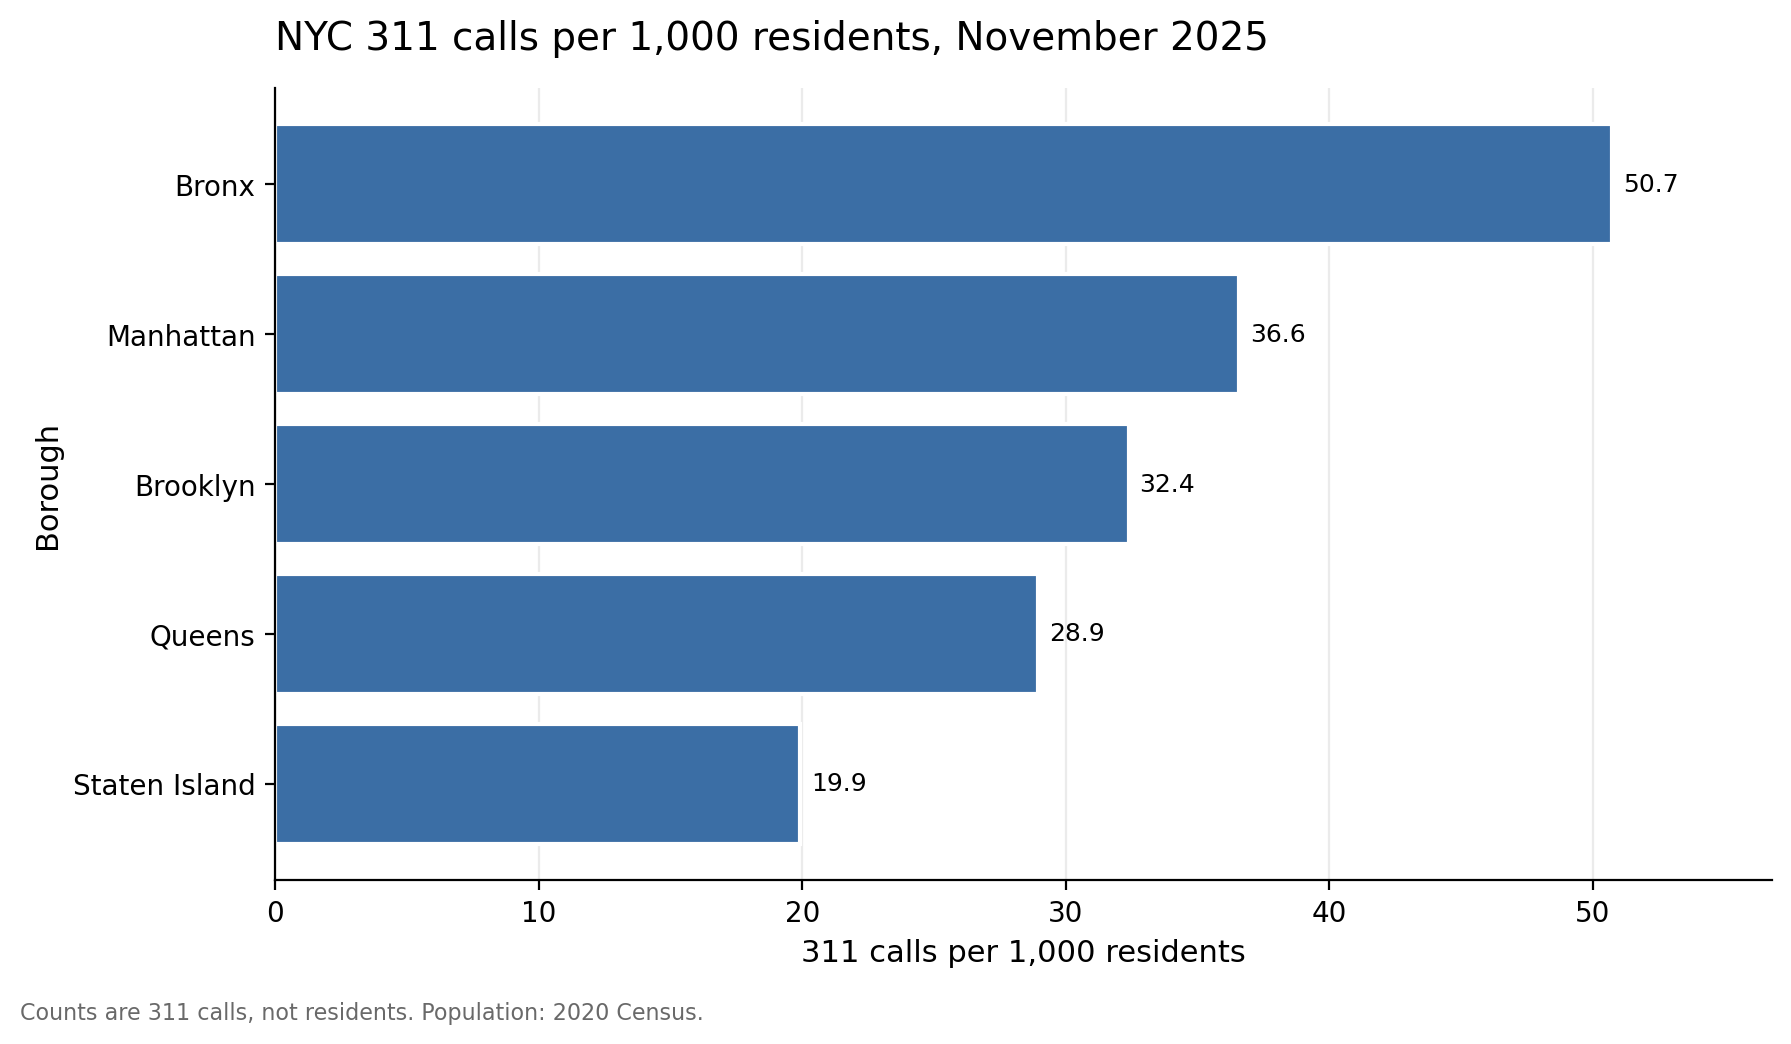 NYC 311 calls per 1,000 residents, November 2025
Borough
Bronx
50.7
Manhattan
36.6
Brooklyn
32.4
Queens
28.9
Staten Island
19.9
0 10 20 30 40 50
311 calls per 1,000 residents
Counts are 311 calls, not residents. Population: 2020 Census.